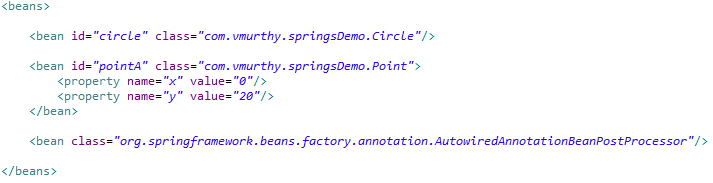 <beans>
<bean id="circle" class="com.vmurthy.springsDemo.Circle"/>
<bean id="pointA" class="com.vmurthy.springsDemo.Point">
<property name="x" value="0"/>
<property name="y" value="20"/>
</bean>
<bean class="org.springframework.beans.factory.annotation.AutowiredAnnotationBeanPostProcessor"/>
</beans>